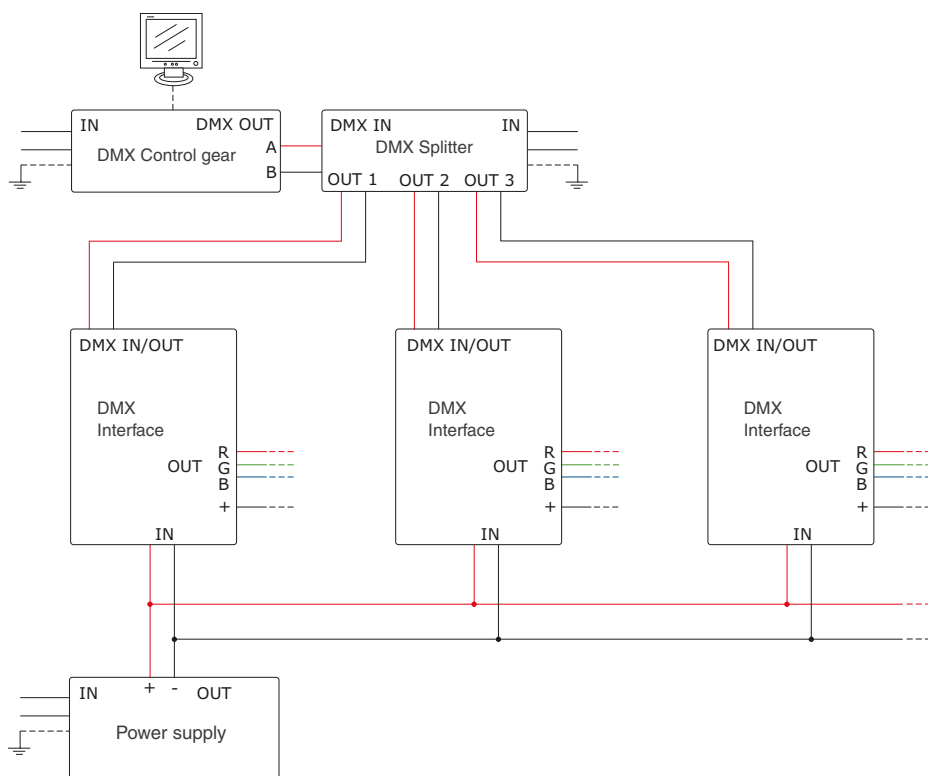 IN DMX OUT
DMX Control gear
A
B
DMX IN IN
DMX Splitter
OUT 1 OUT 2 OUT 3
DMX IN/OUT
DMX
Interface
OUT
R
G
B
+
IN
DMX IN/OUT
DMX
Interface
OUT
R
G
B
+
IN
DMX IN/OUT
DMX
Interface
OUT
R
G
B
+
IN
IN + - OUT
Power supply